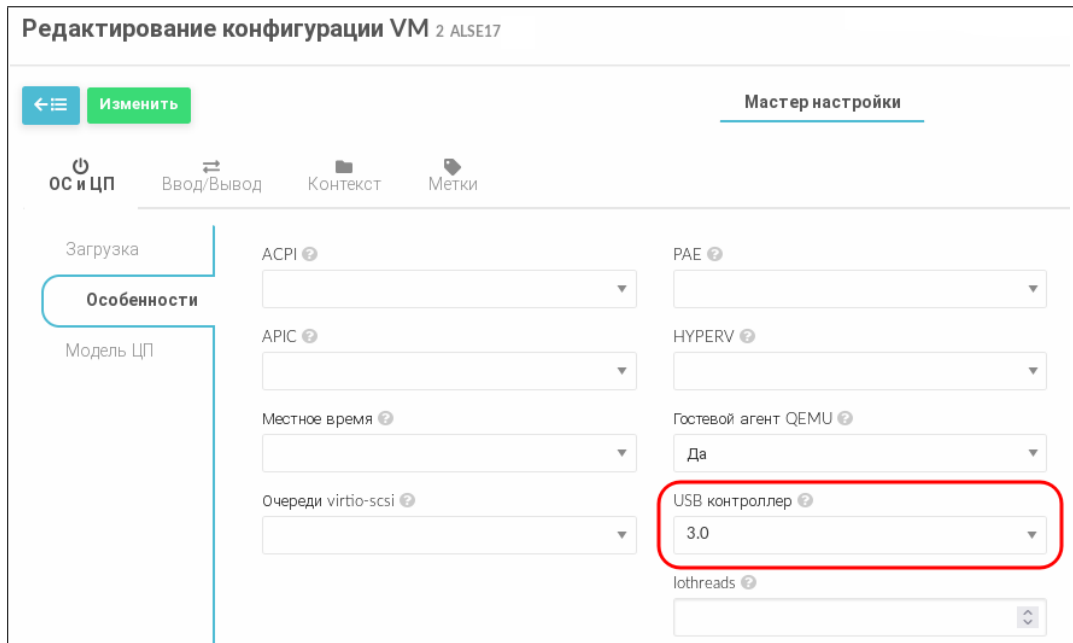 Редактирование конфигурации VM 2 ALSE17
Изменить
Мастер настройки
ОС и ЦП
Ввод/Вывод
Контекст
Метки
Загрузка
Особенности
Модель ЦП
ACPI
PAE
APIC
HYPERV
Местное время
Гостевой агент QEMU
Да
Очереди virtio-scsi
USB контроллер
3.0
Iothreads